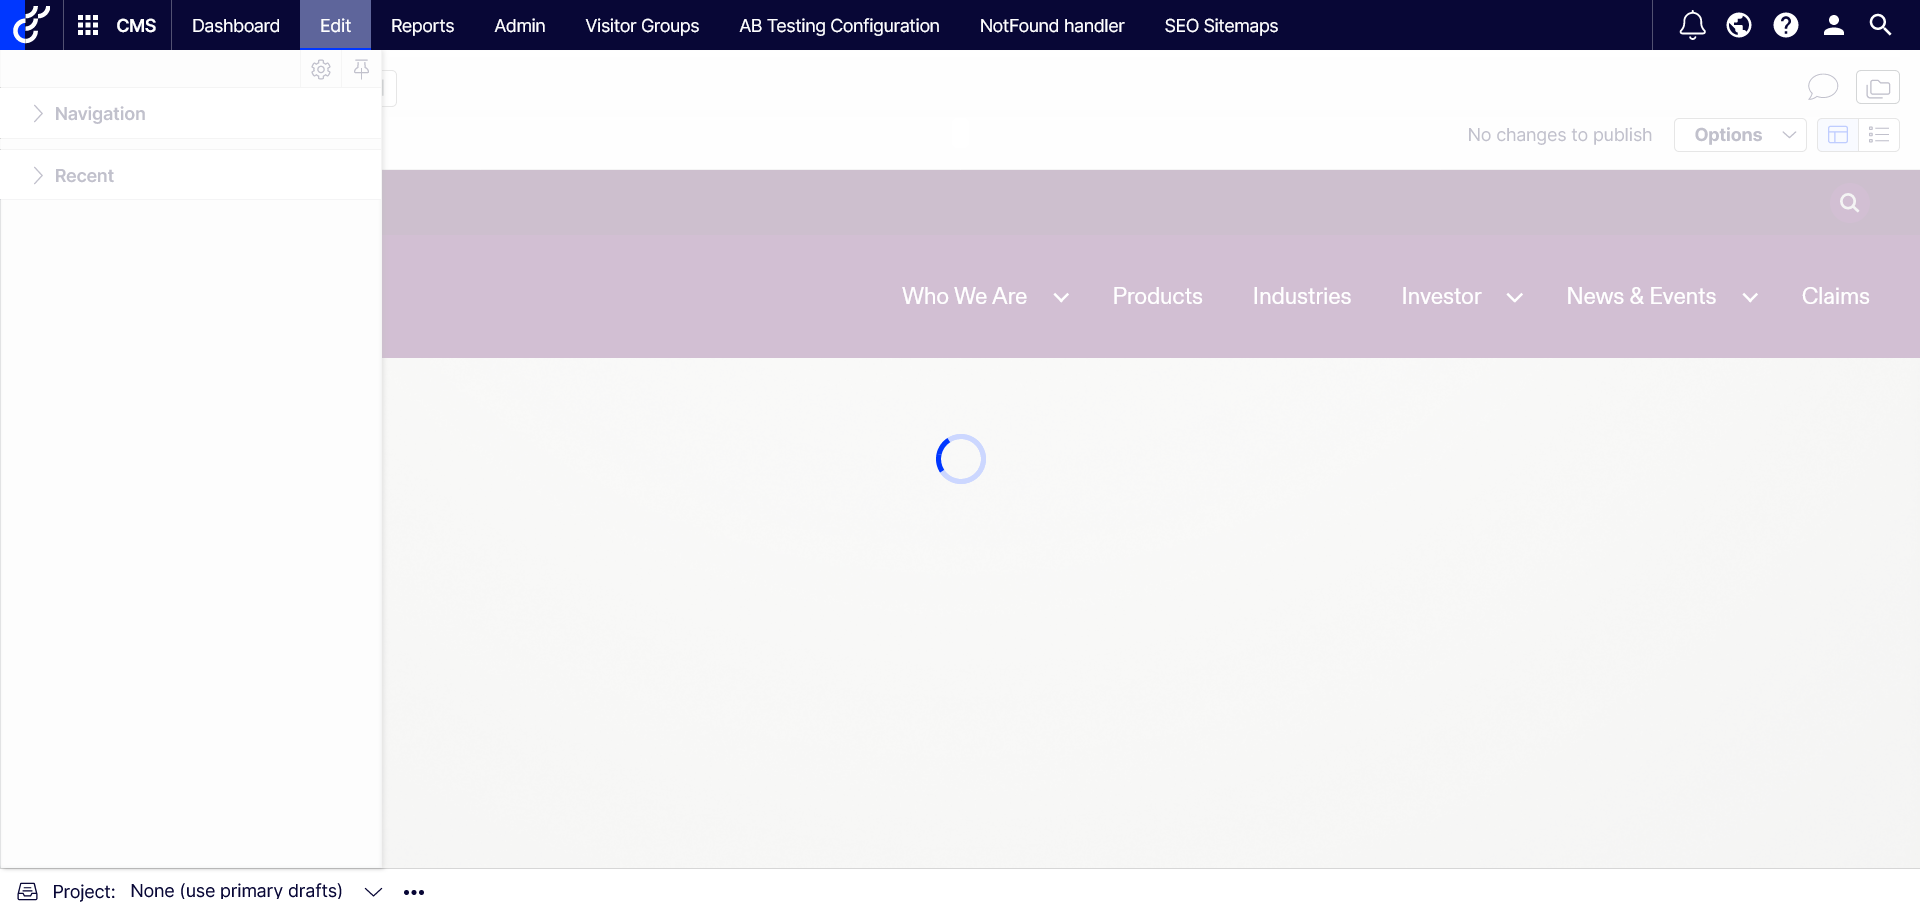 CMS Dashboard Edit Reports Admin Visitor Groups AB Testing Configuration NotFound handler SEO Sitemaps
Navigation
No changes to publish Options
Recent
Who We Are Products Industries Investor News & Events Claims
Project: None (use primary drafts)